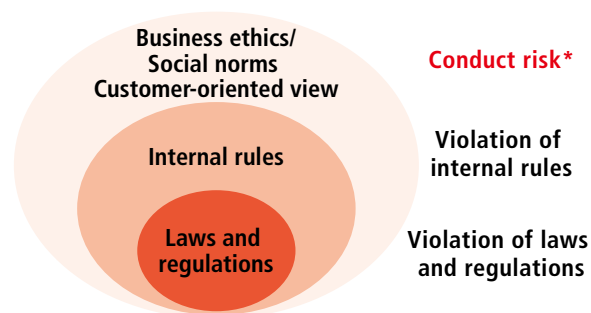 Business ethics/
Social norms
Customer-oriented view
Conduct risk*
Internal rules
Violation of
internal rules
Laws and
regulations
Violation of laws
and regulations